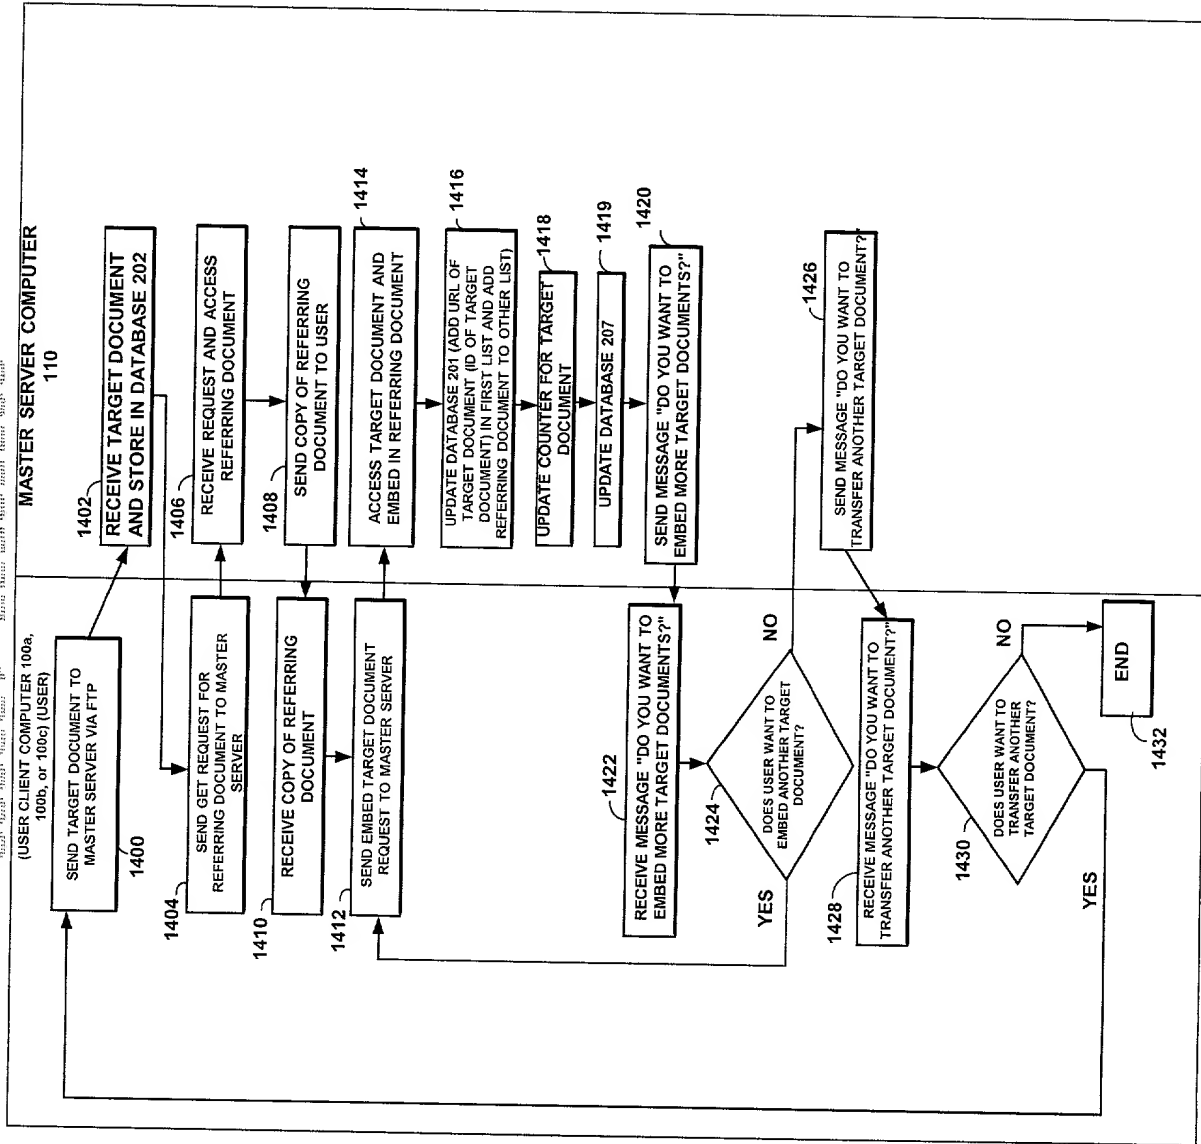 (USER CLIENT COMPUTER 100a,
100b, or 100c) (USER)
MASTER SERVER COMPUTER
110
SEND TARGET DOCUMENT TO
MASTER SERVER VIA FTP
1400
1402
RECEIVE TARGET DOCUMENT
AND STORE IN DATABASE 202
1404
SEND GET REQUEST FOR
REFERRING DOCUMENT TO MASTER
SERVER
1406
RECEIVE REQUEST AND ACCESS
REFERRING DOCUMENT
1408
SEND COPY OF REFERRING
DOCUMENT TO USER
1410
RECEIVE COPY OF REFERRING
DOCUMENT
1412
SEND EMBED TARGET DOCUMENT
REQUEST TO MASTER SERVER
1414
ACCESS TARGET DOCUMENT AND
EMBED IN REFERRING DOCUMENT
1416
UPDATE DATABASE 201 (ADD URL OF
TARGET DOCUMENT (ID OF TARGET
DOCUMENT) IN FIRST LIST AND ADD
REFERRING DOCUMENT TO OTHER LIST)
1418
UPDATE COUNTER FOR TARGET
DOCUMENT
1419
UPDATE DATABASE 207
1420
SEND MESSAGE "DO YOU WANT TO
EMBED MORE TARGET DOCUMENTS?"
1422
RECEIVE MESSAGE "DO YOU WANT TO
EMBED MORE TARGET DOCUMENTS?"
1424
DOES USER WANT TO
EMBED ANOTHER TARGET
DOCUMENT?
YES
NO
1426
SEND MESSAGE "DO YOU WANT TO
TRANSFER ANOTHER TARGET DOCUMENT?"
1428
RECEIVE MESSAGE "DO YOU WANT TO
TRANSFER ANOTHER TARGET DOCUMENT?"
1430
DOES USER WANT TO
TRANSFER ANOTHER
TARGET DOCUMENT?
YES
NO
END
1432